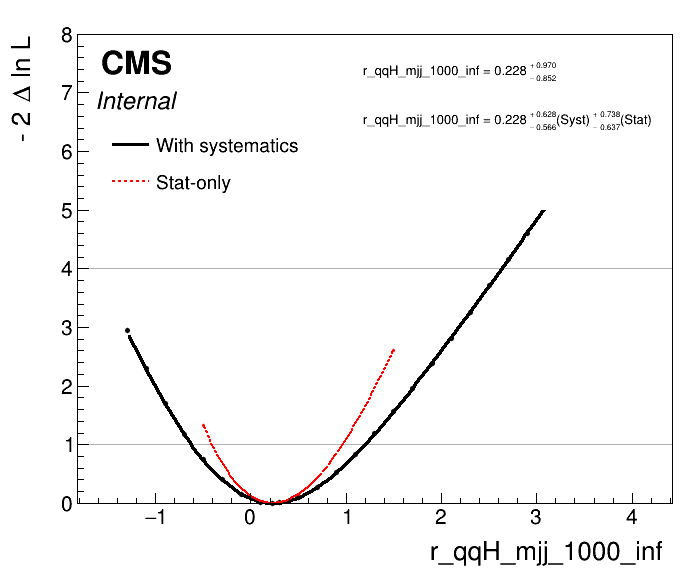 - 2 Δ ln L
8
CMS
r_qqH_mjj_1000_inf = 0.228 + 0.970 − 0.852
7
Internal
r_qqH_mjj_1000_inf = 0.228 + 0.628 − 0.566 (Syst) + 0.738 − 0.637 (Stat)
6
With systematics
Stat-only
5
4
3
2
1
0
−1 0 1 2 3 4
r_qqH_mjj_1000_inf